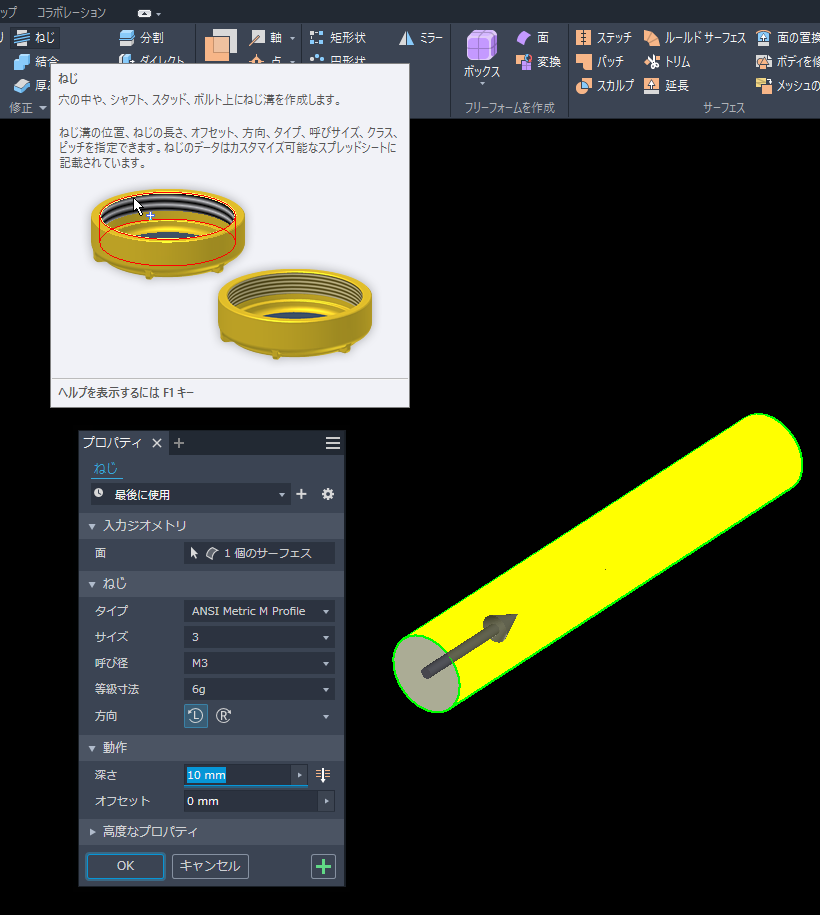 ップ コラボレーション
ねじ 分割 軸 矩形状 ミラー 面 ステッチ ルールド サーフェス 面の置換
結合 ダイレクト 点 円形状 ボックス 変換 パッチ トリム ボディを修
厚 スカルプ 延長 メッシュの
修正 フリーフォームを作成 サーフェス
ねじ
穴の中や、シャフト、スタッド、ボルト上にねじ溝を作成します。
ねじ溝の位置、ねじの長さ、オフセット、方向、タイプ、呼びサイズ、クラス、
ピッチを指定できます。ねじのデータはカスタマイズ可能なスプレッドシートに
記載されています。
ヘルプを表示するには F1 キー
プロパティ
ねじ
最後に使用
入力ジオメトリ
面 1 個のサーフェス
ねじ
タイプ ANSI Metric M Profile
サイズ 3
呼び径 M3
等級寸法 6g
方向 L R
動作
深さ 10 mm
オフセット 0 mm
高度なプロパティ
OK キャンセル